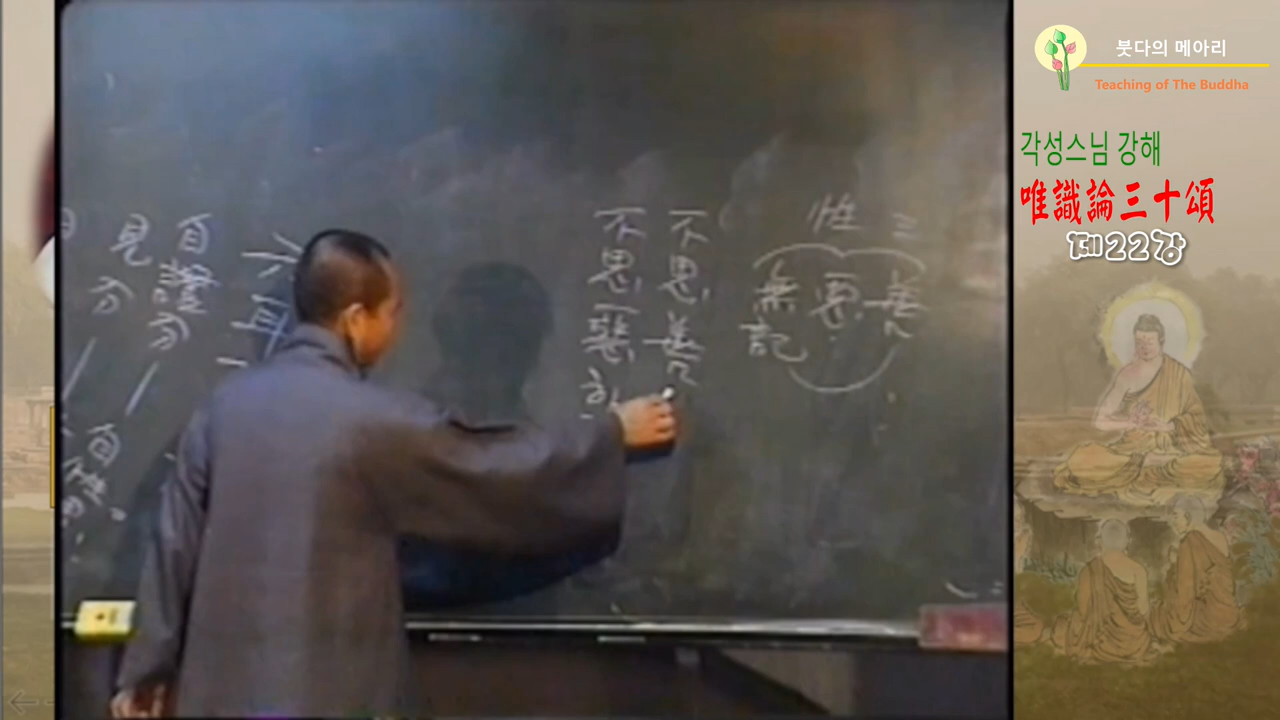 붓다의 메아리
Teaching of The Buddha
각성스님 강해
唯識論三十頌
제22강
三性
善
惡
無記
不思善
不思惡
自證分
見分